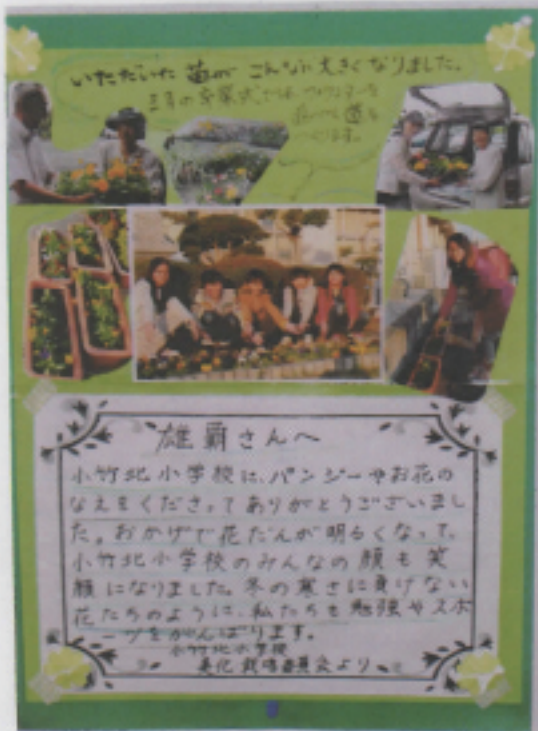 いただいた苗が こんなに大きくなりました。
雄覇さんへ
小竹北小学校に、パンジーやお花の
なえをくださってありがとうございまし
た。おかげで花だんが明るくなって、
小竹北小学校のみんなの顔も笑
顔になりました。冬の寒さに負けない
花たちのように、私たちも勉強やスポ
ーツをがんばります。
小竹北小学校
美化栽培委員会より